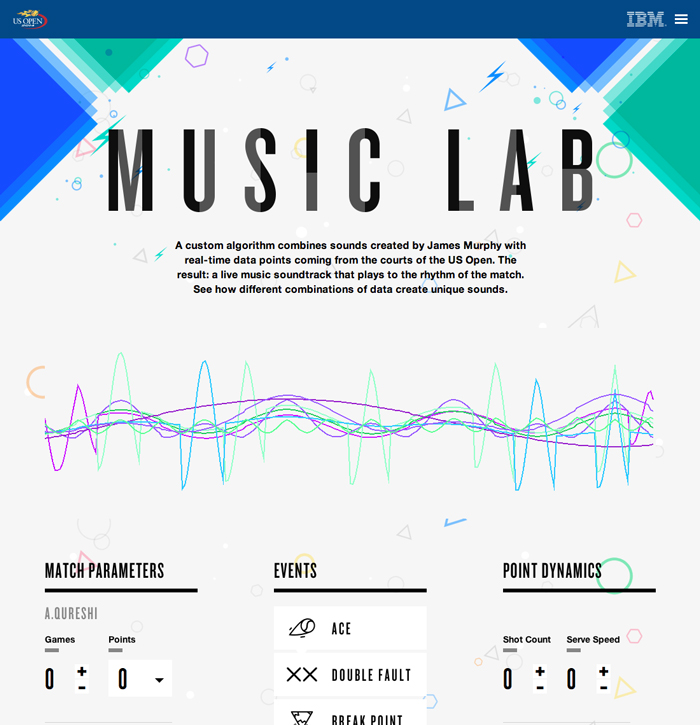 US OPEN
IBM
MUSIC LAB
A custom algorithm combines sounds created by James Murphy with
real-time data points coming from the courts of the US Open. The
result: a live music soundtrack that plays to the rhythm of the match.
See how different combinations of data create unique sounds.
MATCH PARAMETERS
EVENTS
POINT DYNAMICS
A.QURESHI
Games
Points
0
+
-
0
ACE
DOUBLE FAULT
BREAK POINT
Shot Count
Serve Speed
0
+
-
0
+
-